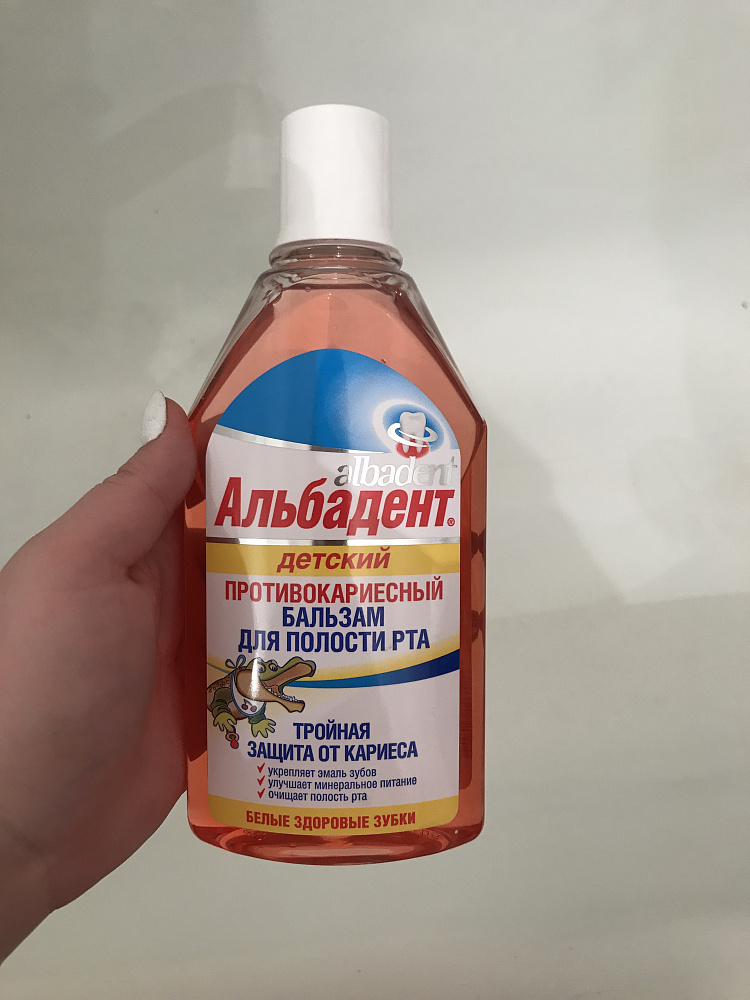 albadent
Альбадент®
детский
ПРОТИВОКАРИЕСНЫЙ
БАЛЬЗАМ
ДЛЯ ПОЛОСТИ РТА
ТРОЙНАЯ
ЗАЩИТА ОТ КАРИЕСА
✓ укрепляет эмаль зубов
✓ улучшает минеральное питание
✓ очищает полость рта
БЕЛЫЕ ЗДОРОВЫЕ ЗУБКИ